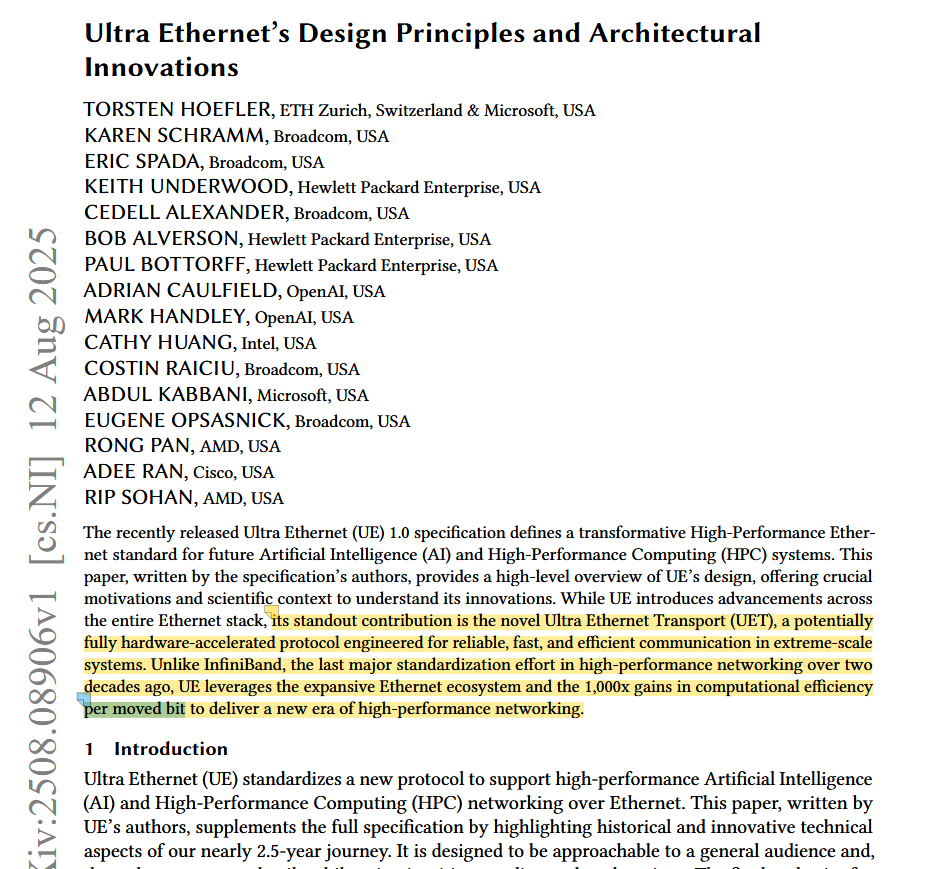 Ultra Ethernet’s Design Principles and Architectural
Innovations
TORSTEN HOEFLER, ETH Zurich, Switzerland & Microsoft, USA
KAREN SCHRAMM, Broadcom, USA
ERIC SPADA, Broadcom, USA
KEITH UNDERWOOD, Hewlett Packard Enterprise, USA
CEDELL ALEXANDER, Broadcom, USA
BOB ALVERSON, Hewlett Packard Enterprise, USA
PAUL BOTTORFF, Hewlett Packard Enterprise, USA
ADRIAN CAULFIELD, OpenAI, USA
MARK HANDLEY, OpenAI, USA
CATHY HUANG, Intel, USA
COSTIN RAICIU, Broadcom, USA
ABDUL KABBANI, Microsoft, USA
EUGENE OPSASNICK, Broadcom, USA
RONG PAN, AMD, USA
ADEE RAN, Cisco, USA
RIP SOHAN, AMD, USA
The recently released Ultra Ethernet (UE) 1.0 specification defines a transformative High-Performance Ether-
net standard for future Artificial Intelligence (AI) and High-Performance Computing (HPC) systems. This
paper, written by the specification’s authors, provides a high-level overview of UE’s design, offering crucial
motivations and scientific context to understand its innovations. While UE introduces advancements across
the entire Ethernet stack, its standout contribution is the novel Ultra Ethernet Transport (UET), a potentially
fully hardware-accelerated protocol engineered for reliable, fast, and efficient communication in extreme-scale
systems. Unlike InfiniBand, the last major standardization effort in high-performance networking over two
decades ago, UE leverages the expansive Ethernet ecosystem and the 1,000x gains in computational efficiency
per moved bit to deliver a new era of high-performance networking.
1 Introduction
Ultra Ethernet (UE) standardizes a new protocol to support high-performance Artificial Intelligence
(AI) and High-Performance Computing (HPC) networking over Ethernet. This paper, written by
UE’s authors, supplements the full specification by highlighting historical and innovative technical
aspects of our nearly 2.5-year journey. It is designed to be approachable to a general audience and,
Xiv:2508.08906v1 [cs.NI] 12 Aug 2025